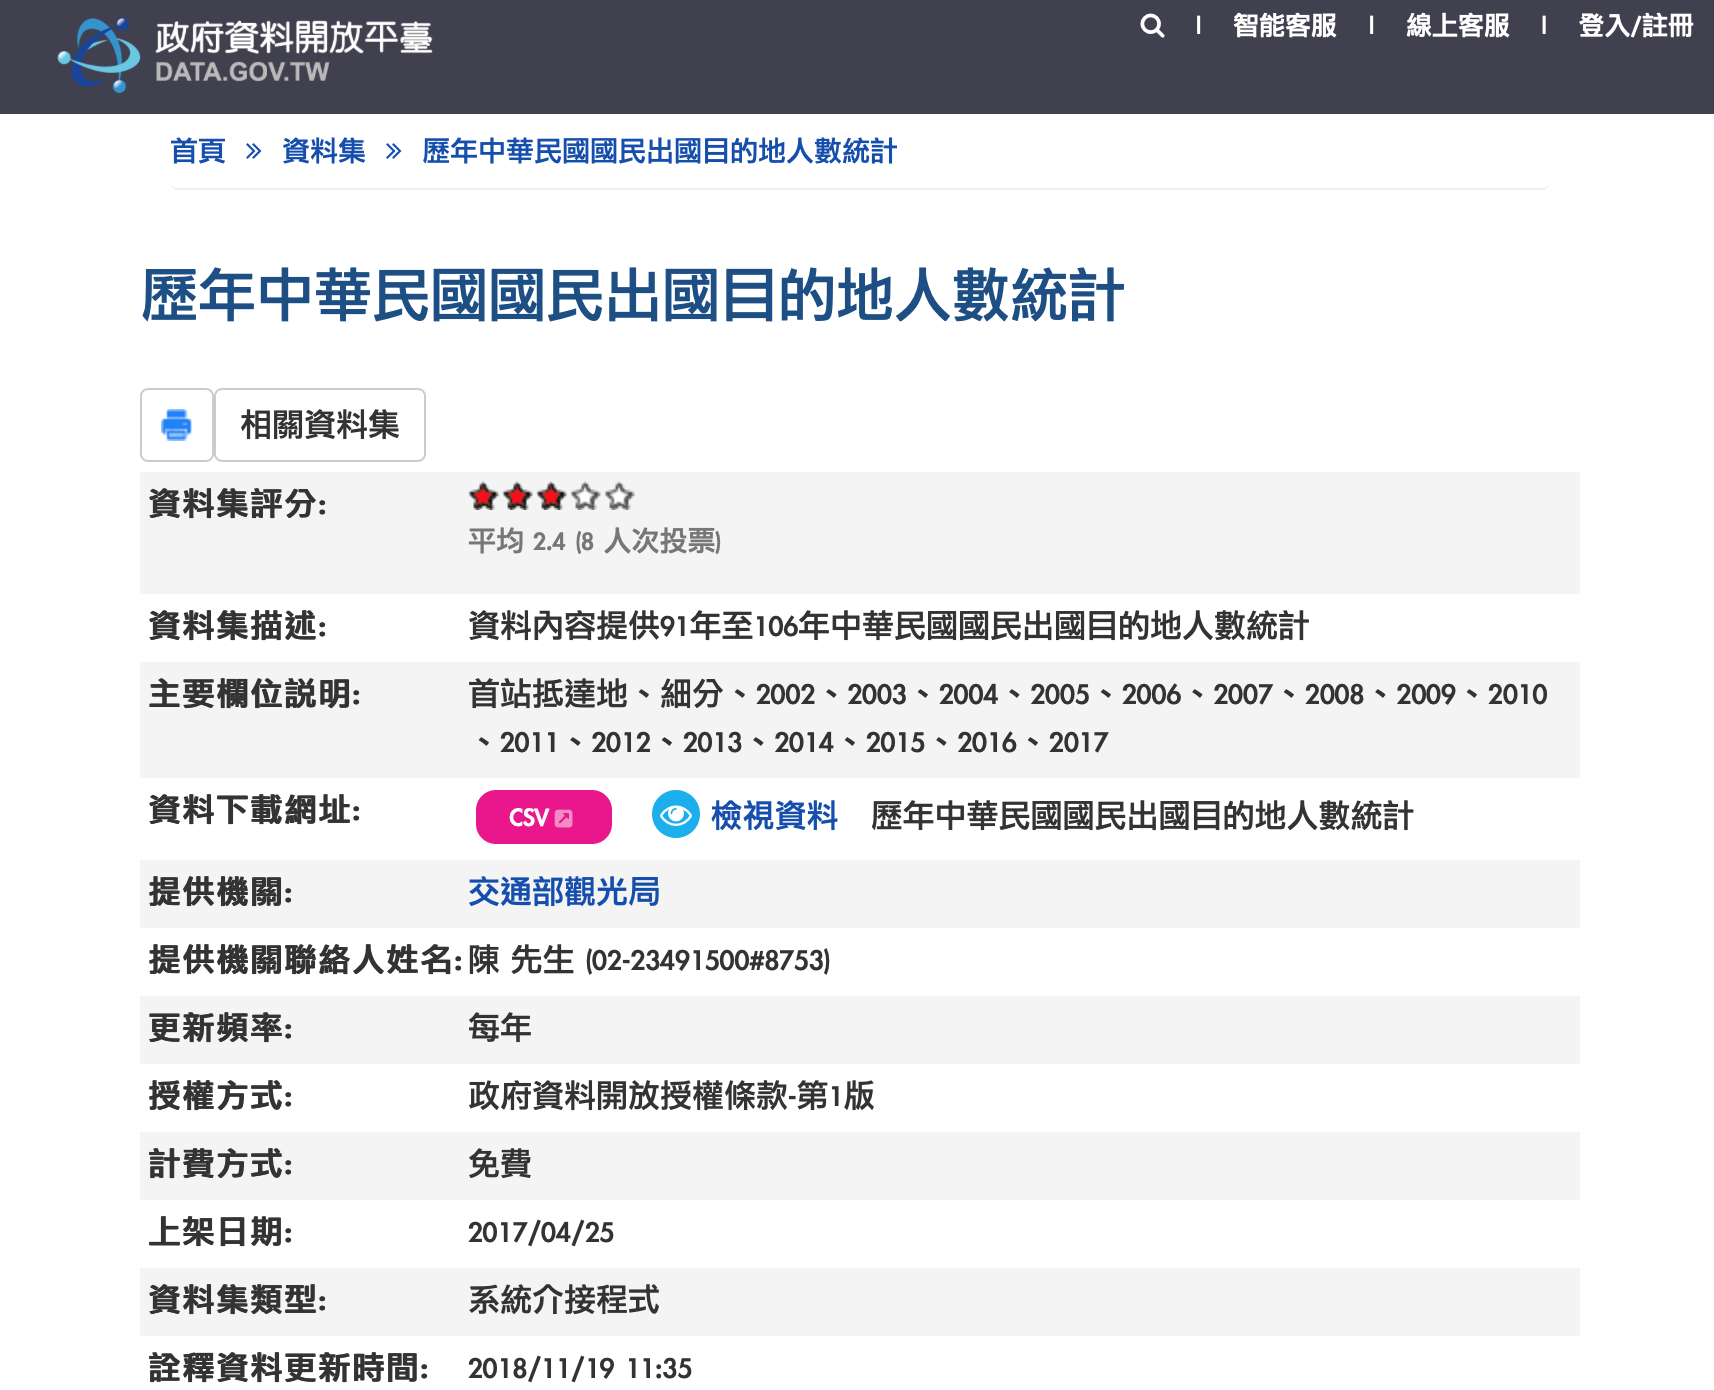 政府資料開放平臺
DATA.GOV.TW
智能客服 | 線上客服 | 登入/註冊
首頁 » 資料集 » 歷年中華民國國民出國目的地人數統計
歷年中華民國國民出國目的地人數統計
相關資料集
資料集評分:
平均 2.4 (8 人次投票)
資料集描述: 資料內容提供91年至106年中華民國國民出國目的地人數統計
主要欄位說明: 首站抵達地、細分、2002、2003、2004、2005、2006、2007、2008、2009、2010
、2011、2012、2013、2014、2015、2016、2017
資料下載網址: CSV 檢視資料 歷年中華民國國民出國目的地人數統計
提供機關: 交通部觀光局
提供機關聯絡人姓名: 陳 先生 (02-23491500#8753)
更新頻率: 每年
授權方式: 政府資料開放授權條款-第1版
計費方式: 免費
上架日期: 2017/04/25
資料集類型: 系統介接程式
詮釋資料更新時間: 2018/11/19 11:35